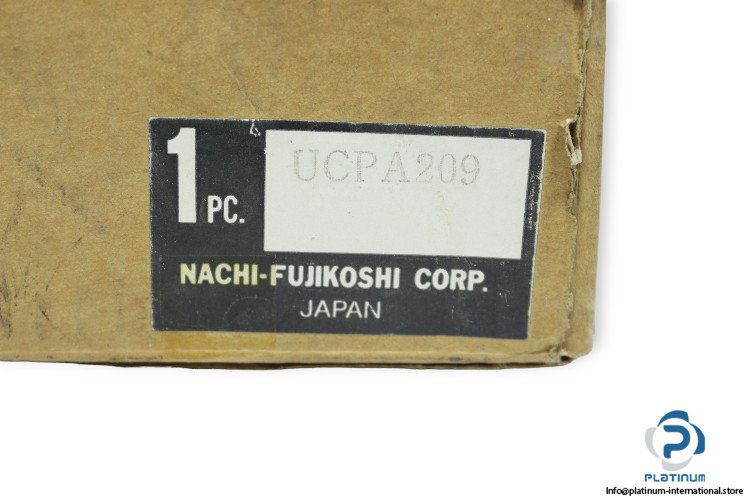 1 PC.
UCPA209
NACHI-FUJIKOSHI CORP.
JAPAN
PLATINUM
Info@platinum-international.store